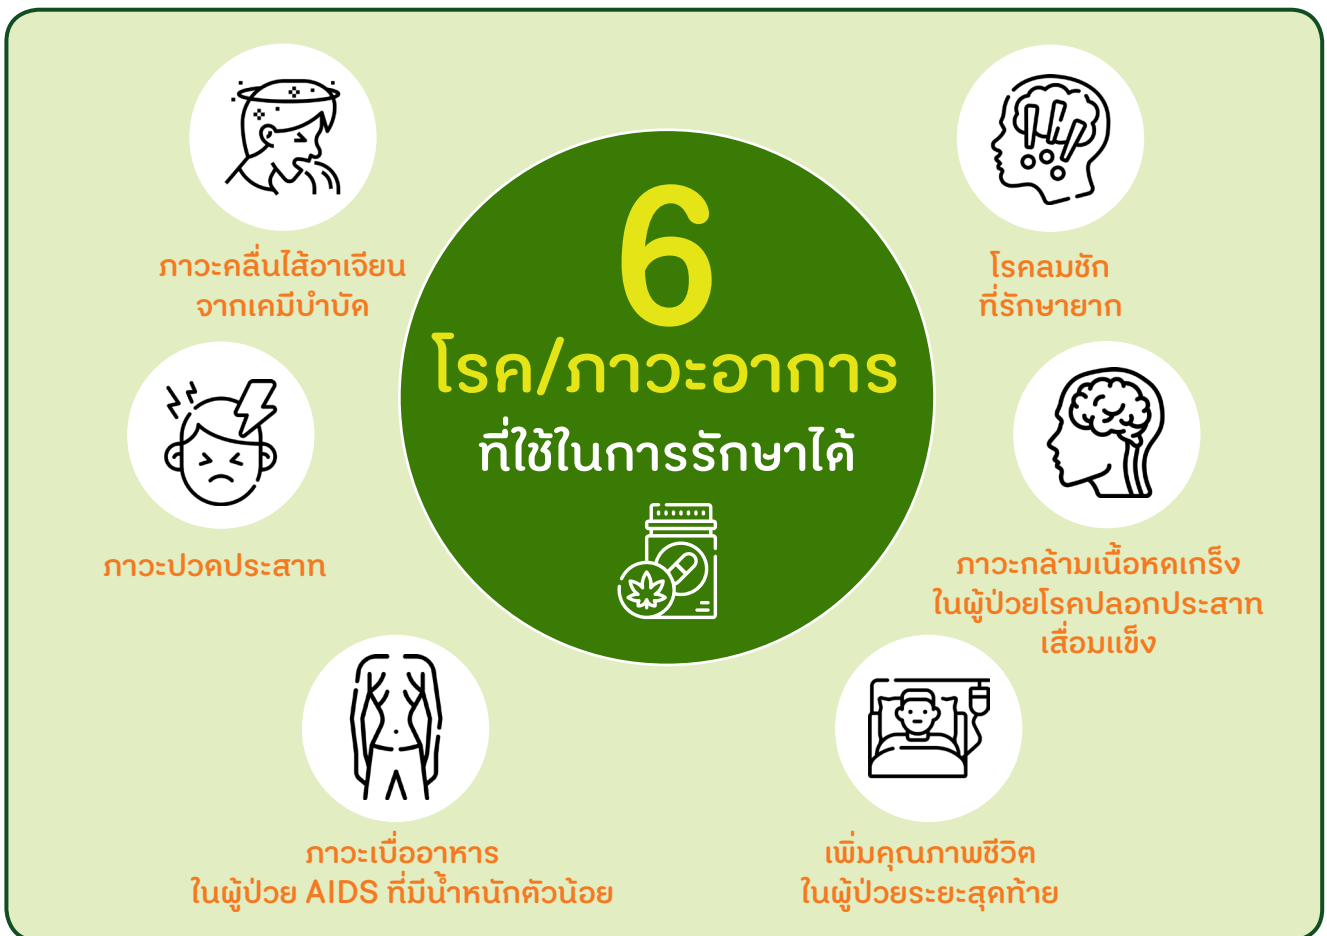 6
โรค/ภาวะอาการ
ที่ใช้ในการรักษาได้
ภาวะคลื่นไส้อาเจียน
จากเคมีบำบัด
โรคลมชัก
ที่รักษายาก
ภาวะปวดประสาท
ภาวะกล้ามเนื้อหดเกร็ง
ในผู้ป่วยโรคปลอกประสาท
เสื่อมแข็ง
ภาวะเบื่ออาหาร
ในผู้ป่วย AIDS ที่มีน้ำหนักตัวน้อย
เพิ่มคุณภาพชีวิต
ในผู้ป่วยระยะสุดท้าย